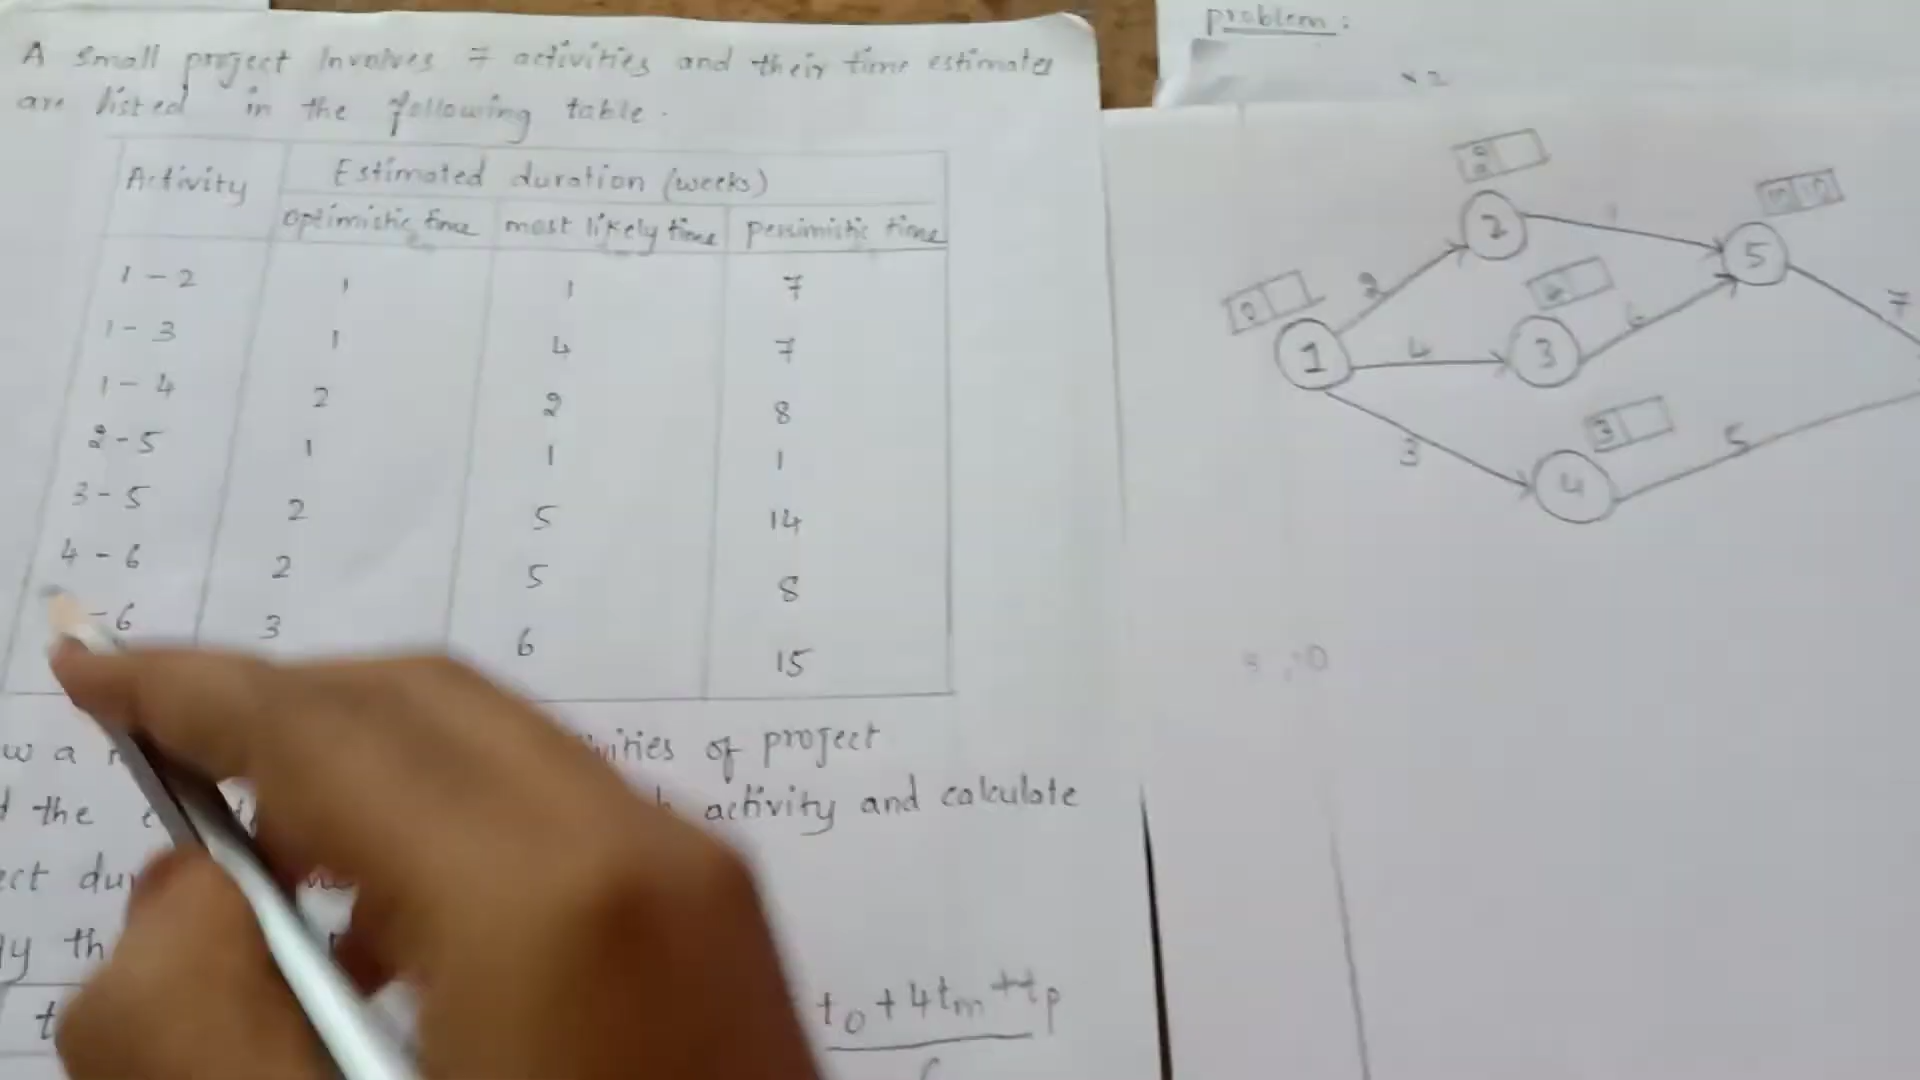 A small project Involves 7 activities and their time estimates
are listed in the following table.
Activity
Estimated duration (weeks)
optimistic time most likely time pessimistic time
1 - 2 1 1 7
1 - 3 1 4 7
1 - 4 2 2 8
2 - 5 1 1 1
3 - 5 2 5 14
4 - 6 2 5 8
- 6 3 6 15
w a
of project
the
activity and calculate
ect
th
t
t0 + 4tm + tp
problem :
2
5
2
2
7
0
3
6
1
4
3
3
5
4